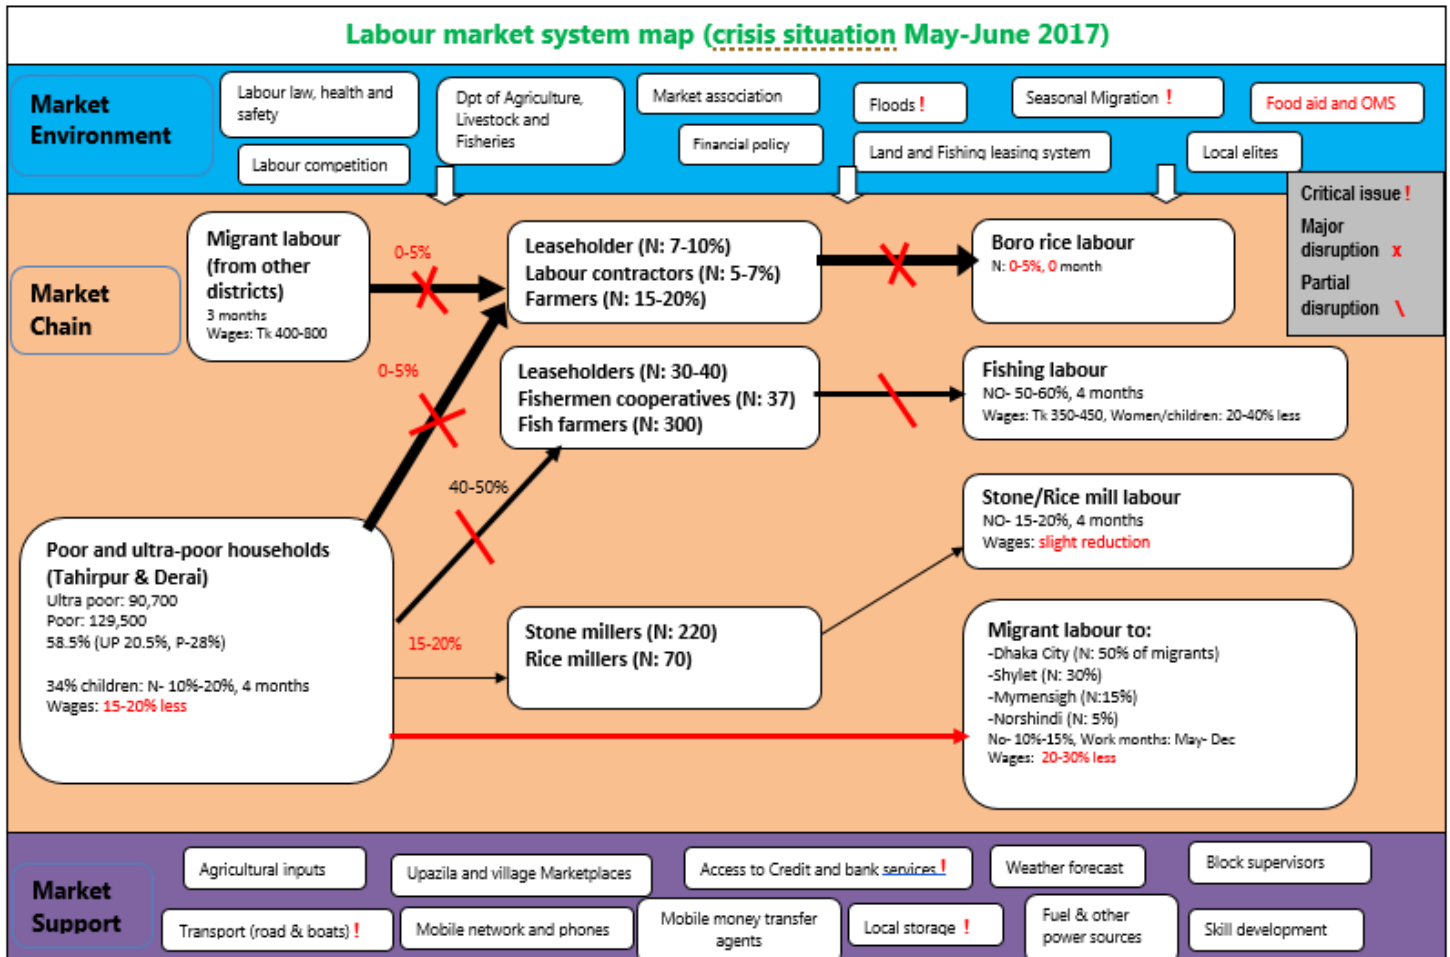 Labour market system map (crisis situation May-June 2017)
Market
Environment
Labour law, health and
safety
Labour competition
Dpt of Agriculture,
Livestock and
Fisheries
Market association
Financial policy
Floods !
Land and Fishing leasing system
Seasonal Migration !
Local elites
Food aid and OMS
Critical issue !
Major
disruption x
Partial
disruption \
Market
Chain
Migrant labour
(from other
districts)
3 months
Wages: Tk 400-800
0-5%
Leaseholder (N: 7-10%)
Labour contractors (N: 5-7%)
Farmers (N: 15-20%)
Boro rice labour
N: 0-5%, 0 month
0-5%
Leaseholders (N: 30-40)
Fishermen cooperatives (N: 37)
Fish farmers (N: 300)
Fishing labour
NO- 50-60%, 4 months
Wages: Tk 350-450, Women/children: 20-40% less
40-50%
Stone/Rice mill labour
NO- 15-20%, 4 months
Wages: slight reduction
Poor and ultra-poor households
(Tahirpur & Derai)
Ultra poor: 90,700
Poor: 129,500
58.5% (UP 20.5%, P-28%)
34% children: N- 10%-20%, 4 months
Wages: 15-20% less
15-20%
Stone millers (N: 220)
Rice millers (N: 70)
Migrant labour to:
-Dhaka City (N: 50% of migrants)
-Shylet (N: 30%)
-Mymensigh (N:15%)
-Norshindi (N: 5%)
No- 10%-15%, Work months: May- Dec
Wages: 20-30% less
Market
Support
Agricultural inputs
Upazila and village Marketplaces
Access to Credit and bank services !
Weather forecast
Block supervisors
Transport (road & boats) !
Mobile network and phones
Mobile money transfer
agents
Local storage !
Fuel & other
power sources
Skill development